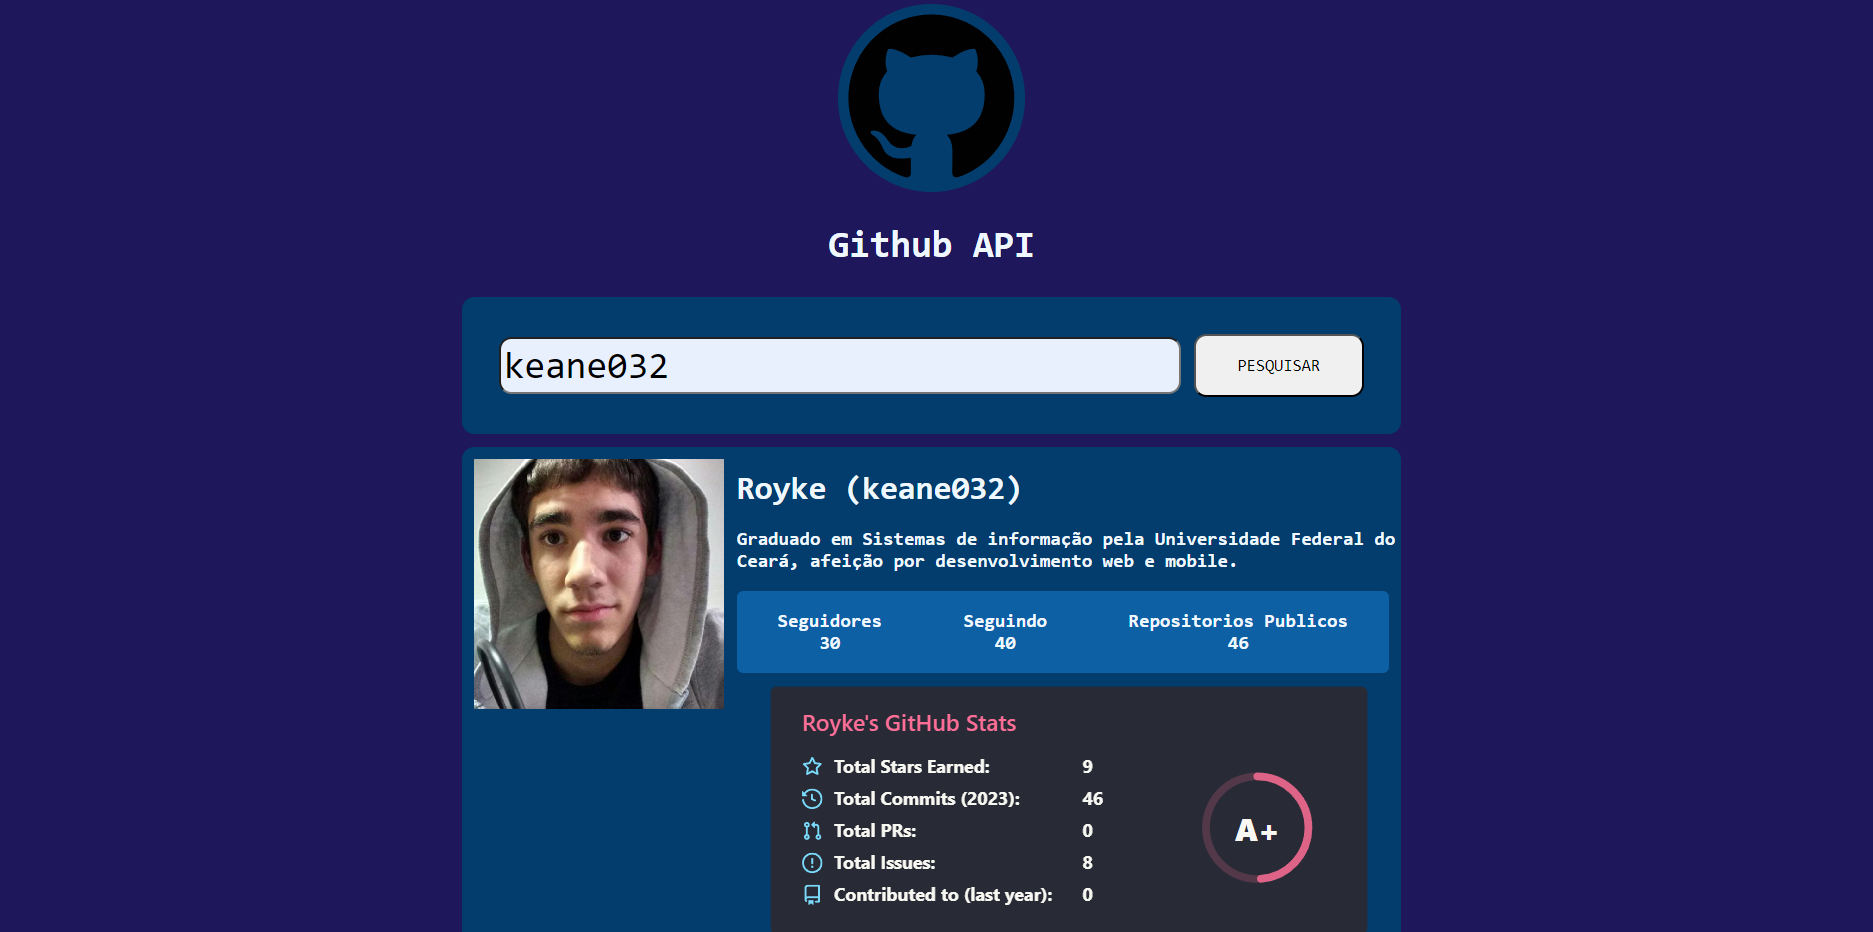 Github API
keane032
PESQUISAR
Royke (keane032)
Graduado em Sistemas de informação pela Universidade Federal do
Ceará, afeição por desenvolvimento web e mobile.
Seguidores Seguindo Repositorios Publicos
30 40 46
Royke's GitHub Stats
Total Stars Earned: 9
Total Commits (2023): 46
Total PRs: 0
Total Issues: 8
Contributed to (last year): 0
A+